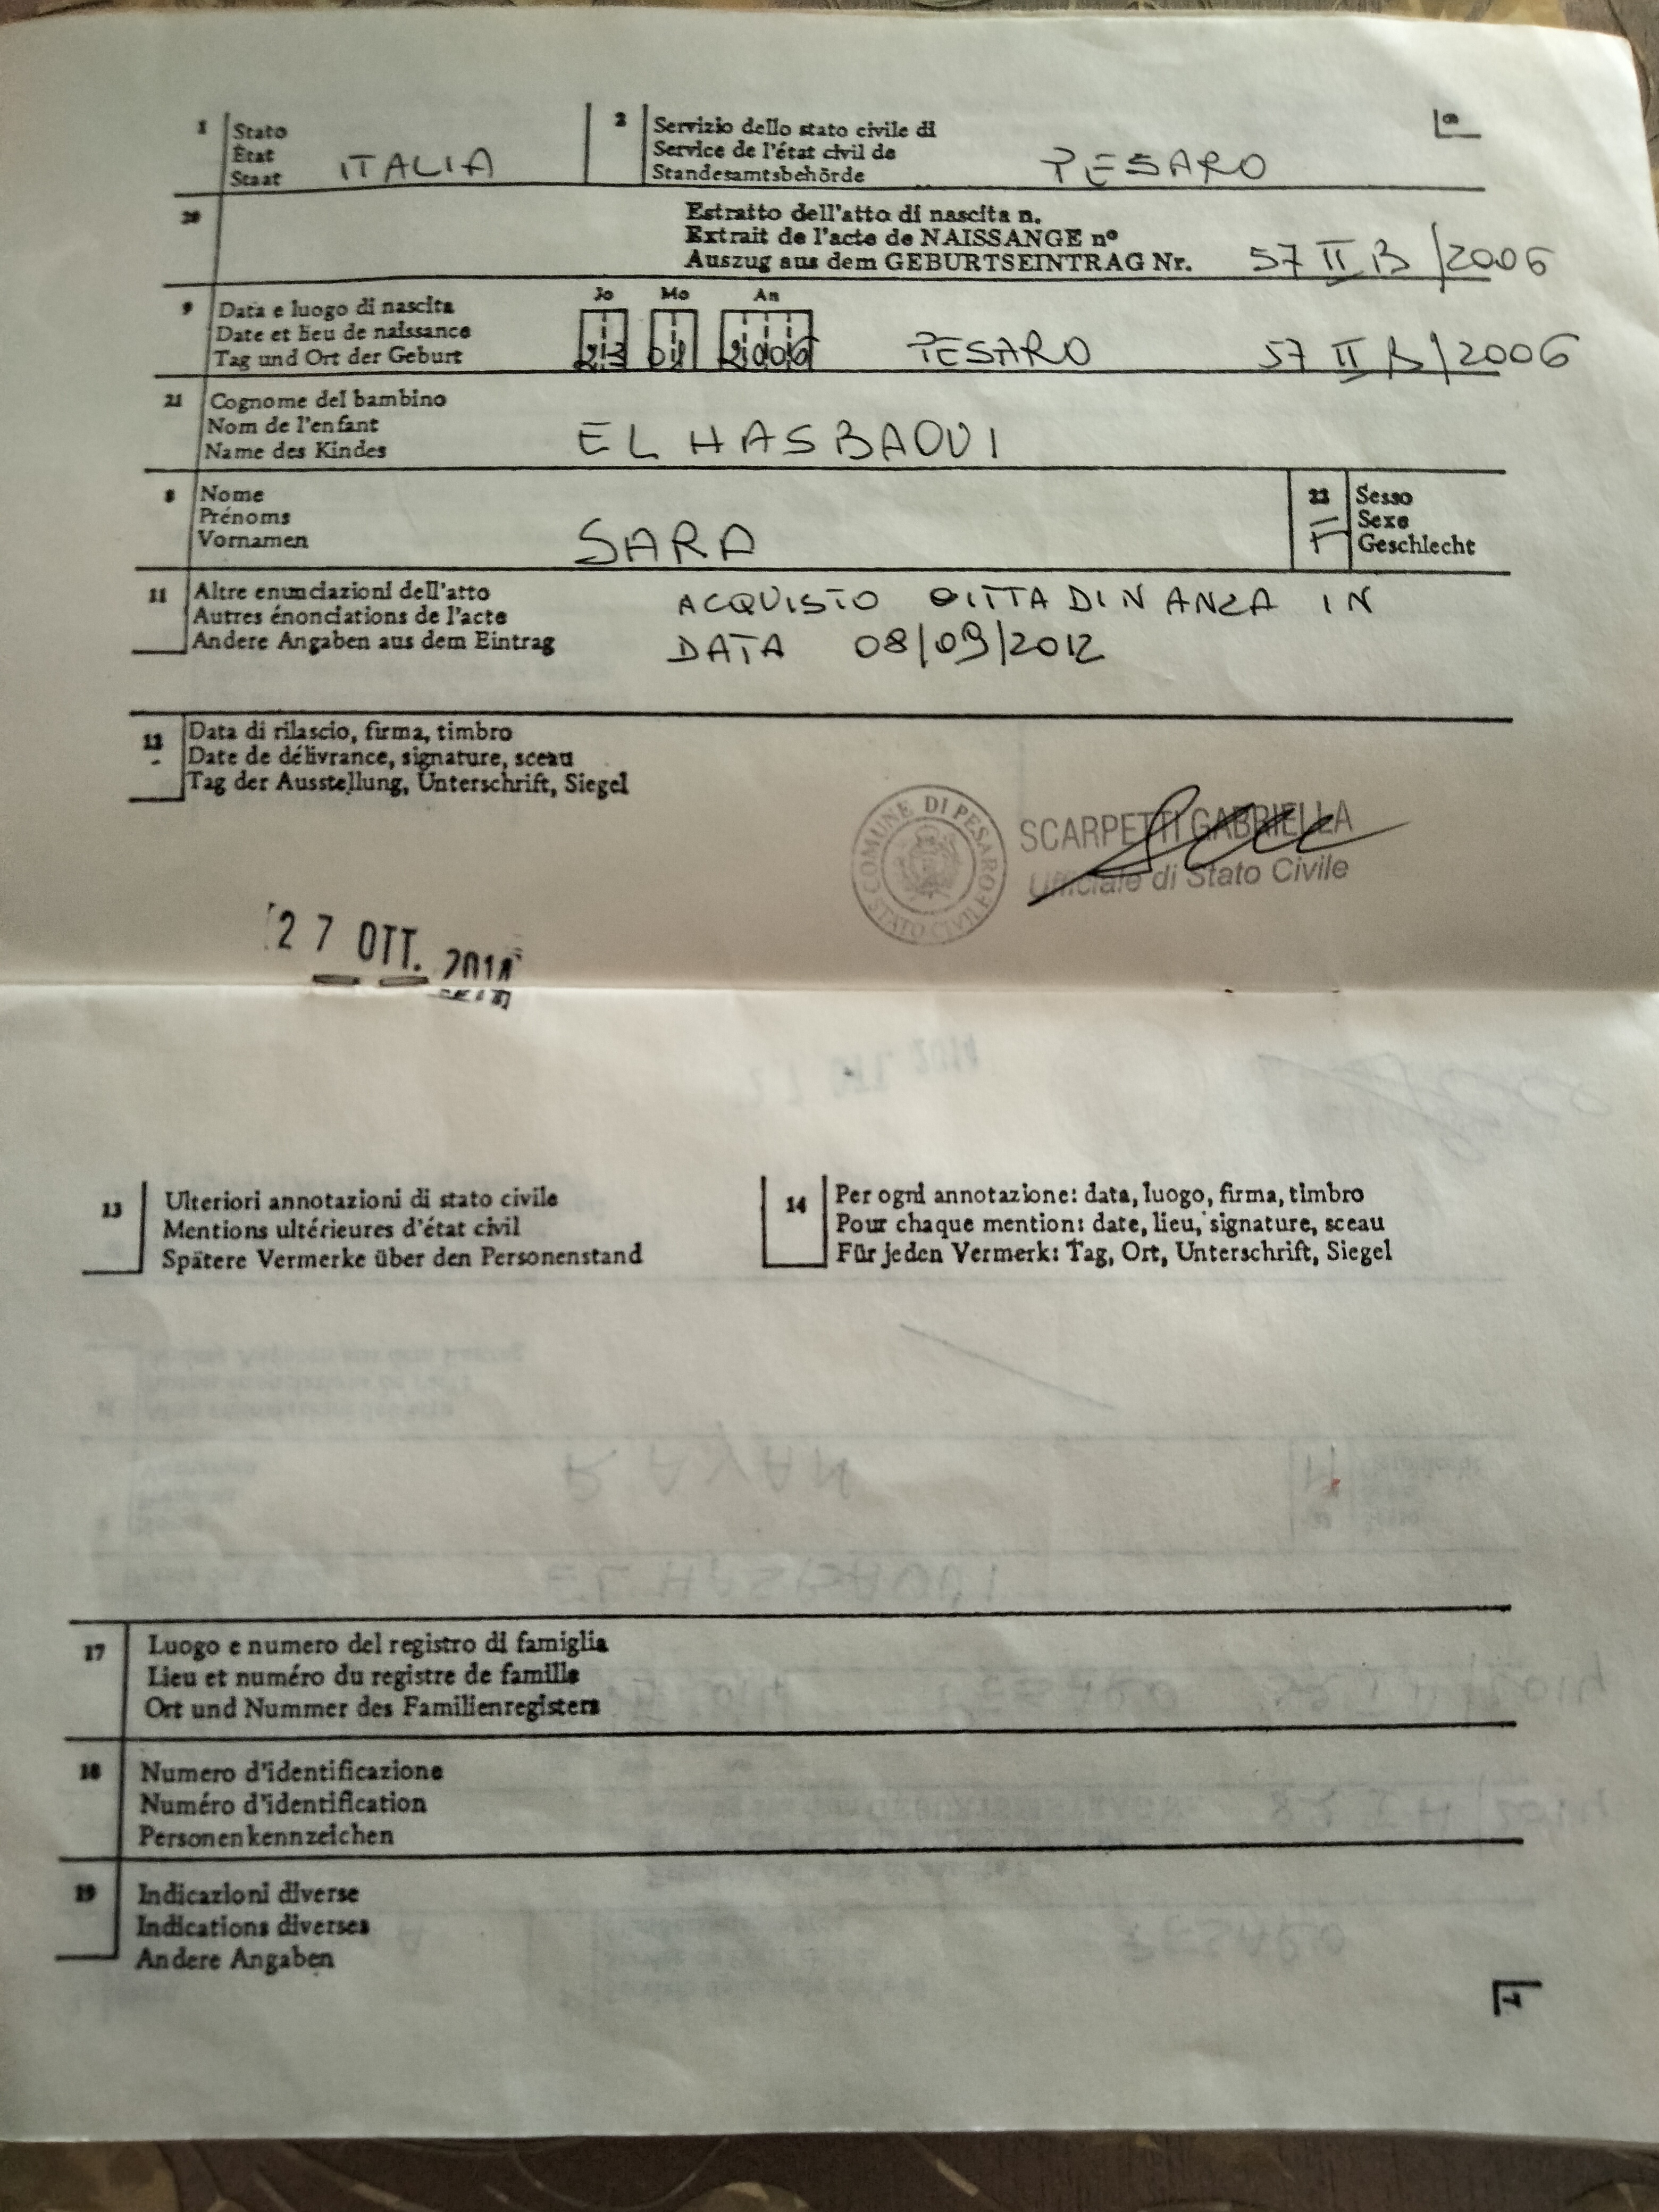 1 Stato
État
Staat
ITALIA
2 Servizio dello stato civile di
Service de l'état civil de
Standesamtsbehörde
PESARO
20 Estratto dell'atto di nascita n.
Extrait de l'acte de NAISSANGE nº
Auszug aus dem GEBURTSEINTRAG Nr.
57 II B/2006
9 Data e luogo di nascita
Date et lieu de naissance
Tag und Ort der Geburt
Jo Mo An
PESARO 57 II B/2006
21 Cognome del bambino
Nom de l'enfant
Name des Kindes
EL HASBAOUI
8 Nome
Prénoms
Vornamen
SARA
22 Sesso
Sexe
Geschlecht
F
11 Altre enunciazioni dell'atto
Autres énonciations de l'acte
Andere Angaben aus dem Eintrag
ACQUISTO CITTADINANZA IN
DATA 08/09/2012
12 Data di rilascio, firma, timbro
Date de délivrance, signature, sceau
Tag der Ausstellung, Unterschrift, Siegel
COMUNE DI PESARO
STATO CIVILE
SCARPETTI GABRIELLA
Ufficiale di Stato Civile
27 OTT.
13 Ulteriori annotazioni di stato civile
Mentions ultérieures d'état civil
Spätere Vermerke über den Personenstand
14 Per ogni annotazione: data, luogo, firma, timbro
Pour chaque mention: date, lieu, signature, sceau
Für jeden Vermerk: Tag, Ort, Unterschrift, Siegel
17 Luogo e numero del registro di famiglia
Lieu et numéro du registre de famille
Ort und Nummer des Familienregisters
18 Numero d'identificazione
Numéro d'identification
Personenkennzeichen
19 Indicazioni diverse
Indications diverses
Andere Angaben